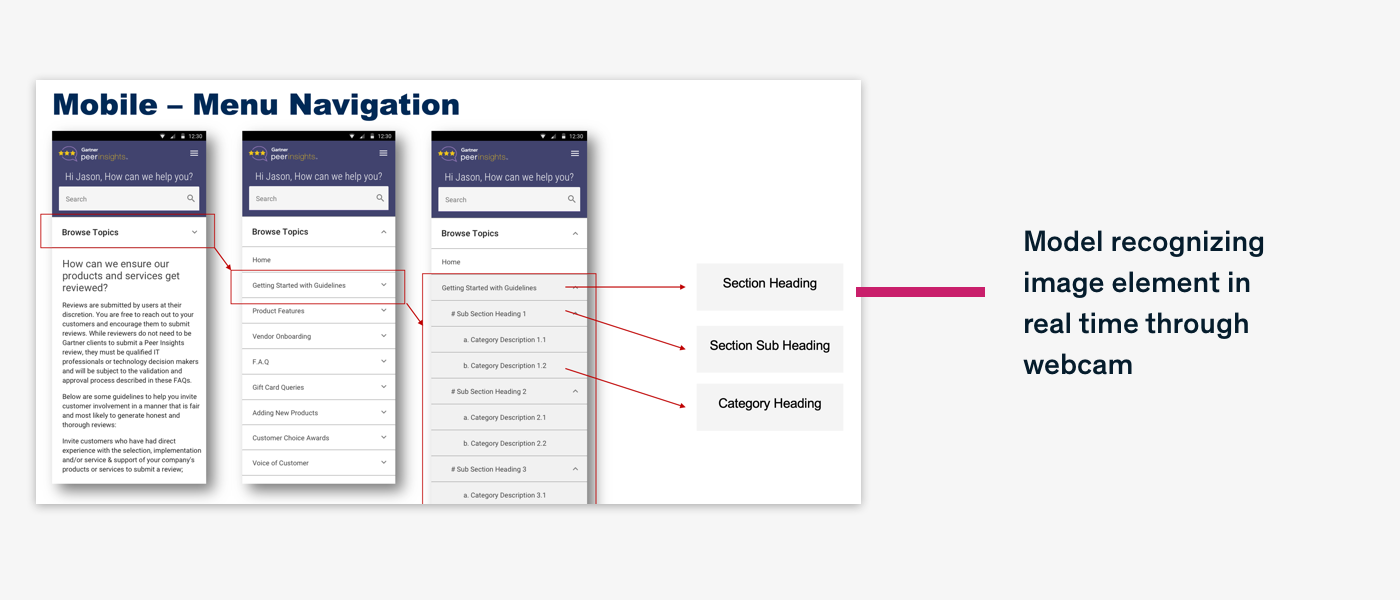 Mobile – Menu Navigation
12:30
Gartner
peerinsights.
Hi Jason, How can we help you?
Search
Browse Topics
How can we ensure our
products and services get
reviewed?
Reviews are submitted by users at their
discretion. You are free to reach out to your
customers and encourage them to submit
reviews. While reviewers do not need to be
Gartner clients to submit a Peer Insights
review, they must be qualified IT
professionals or technology decision makers
and will be subject to the validation and
approval process described in these FAQs.
Below are some guidelines to help you invite
customer involvement in a manner that is fair
and most likely to generate honest and
thorough reviews:
Invite customers who have had direct
experience with the selection, implementation
and/or service & support of your company's
products or services to submit a review;
12:30
Gartner
peerinsights.
Hi Jason, How can we help you?
Search
Browse Topics
Home
Getting Started with Guidelines
Product Features
Vendor Onboarding
F.A.Q
Gift Card Queries
Adding New Products
Customer Choice Awards
Voice of Customer
12:30
Gartner
peerinsights.
Hi Jason, How can we help you?
Search
Browse Topics
Home
Getting Started with Guidelines
# Sub Section Heading 1
a. Category Description 1.1
b. Category Description 1.2
# Sub Section Heading 2
a. Category Description 2.1
b. Category Description 2.2
# Sub Section Heading 3
a. Category Description 3.1
Section Heading
Section Sub Heading
Category Heading
Model recognizing
image element in
real time through
webcam